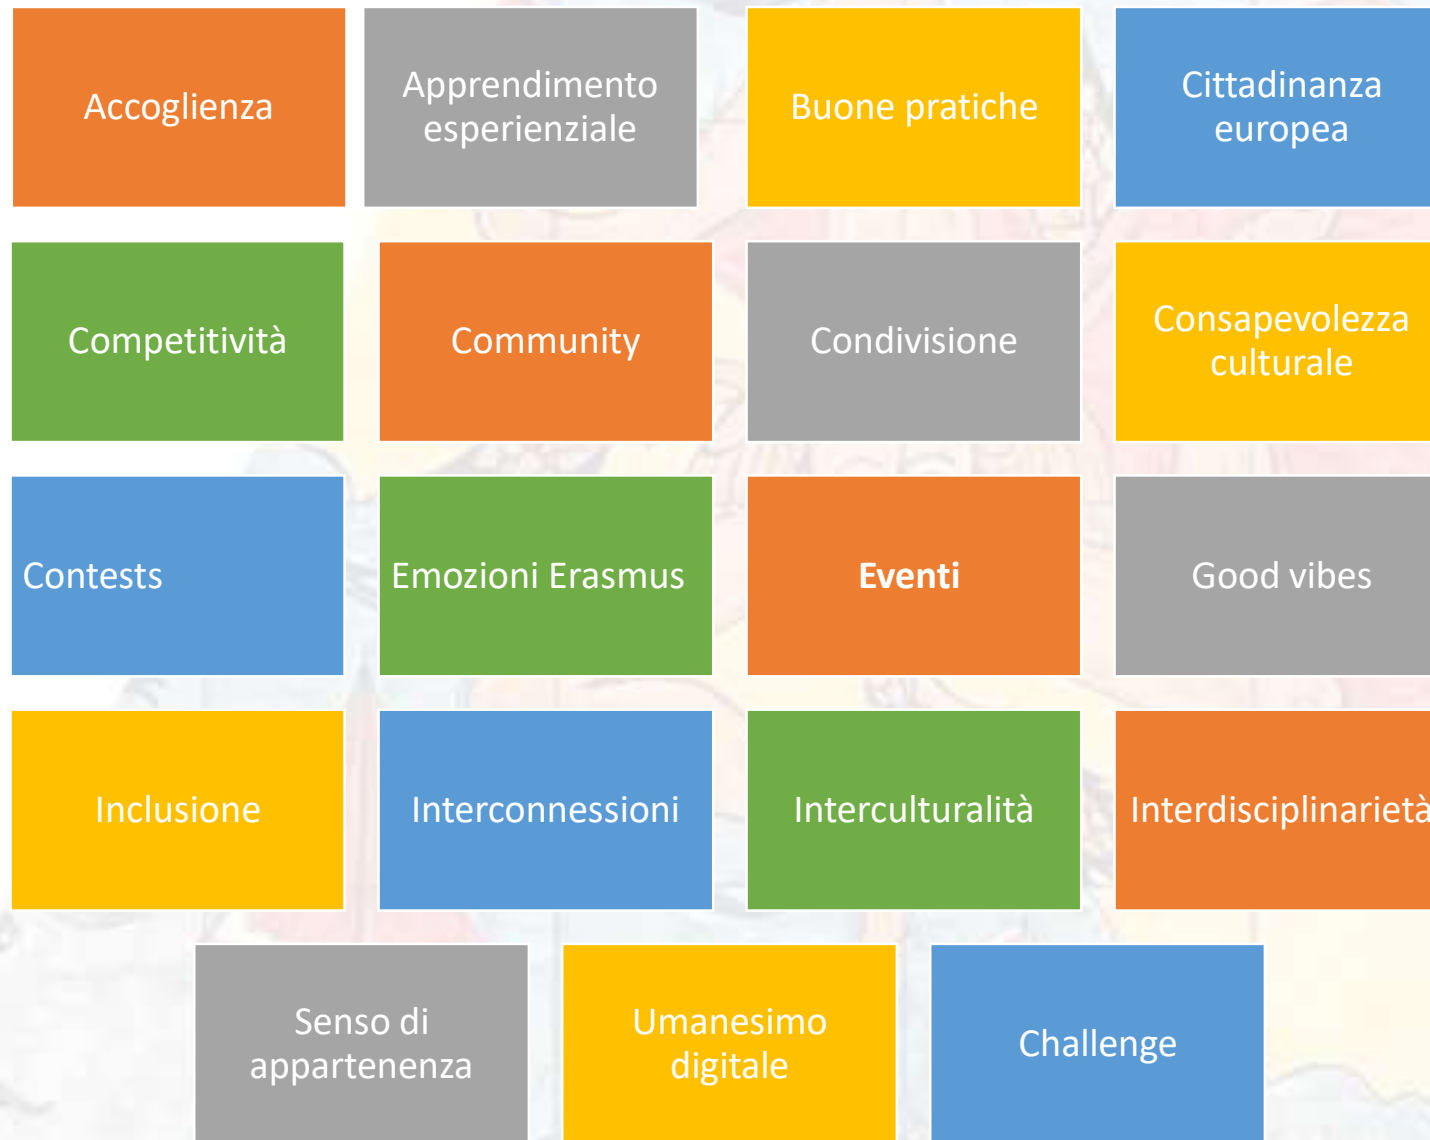 Accoglienza
Apprendimento
esperienziale
Buone pratiche
Cittadinanza
europea
Competitività
Community
Condivisione
Consapevolezza
culturale
Contests
Emozioni Erasmus
Eventi
Good vibes
Inclusione
Interconnessioni
Interculturalità
Interdisciplinarietà
Senso di
appartenenza
Umanesimo
digitale
Challenge